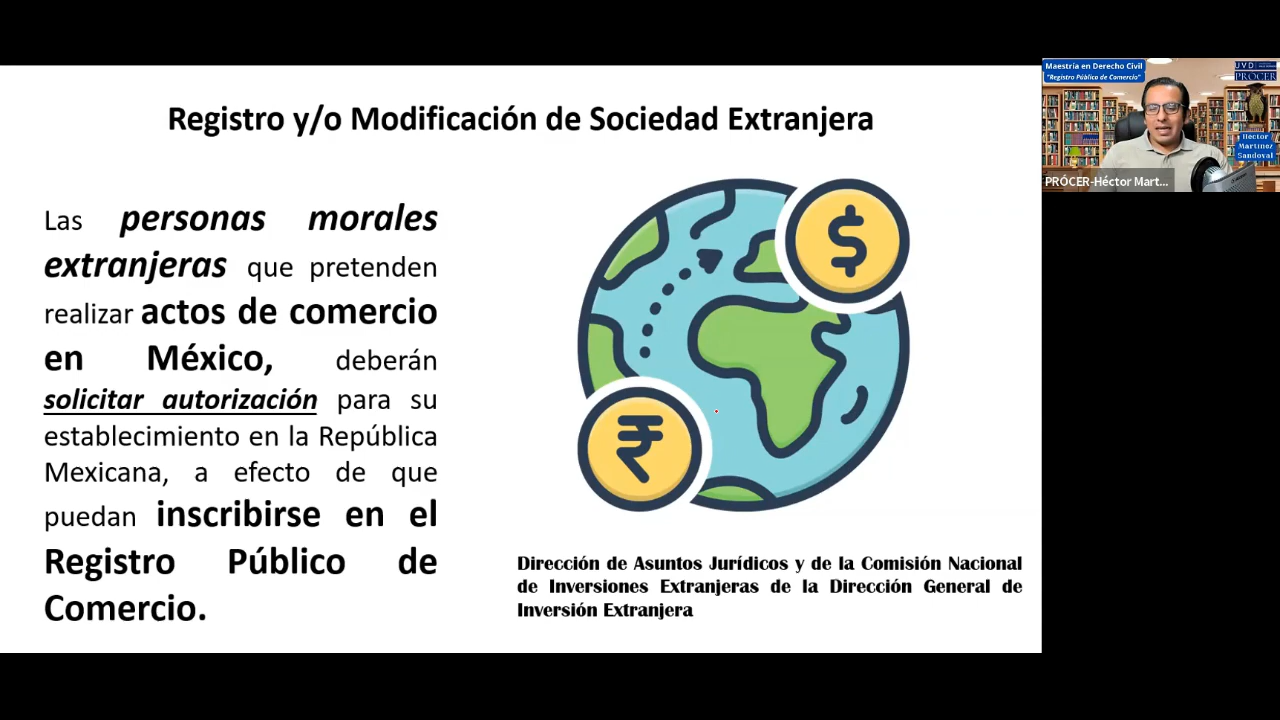 Registro y/o Modificación de Sociedad Extranjera
Las personas morales
extranjeras que pretenden
realizar actos de comercio
en México, deberán
solicitar autorización para su
establecimiento en la República
Mexicana, a efecto de que
puedan inscribirse en el
Registro Público de
Comercio.
$
₹
Dirección de Asuntos Jurídicos y de la Comisión Nacional
de Inversiones Extranjeras de la Dirección General de
Inversión Extranjera
Maestría en Derecho Civil
"Registro Público de Comercio"
UVD
PRÓCER
Héctor
Martínez
Sandoval
PRÓCER-Héctor Mart...